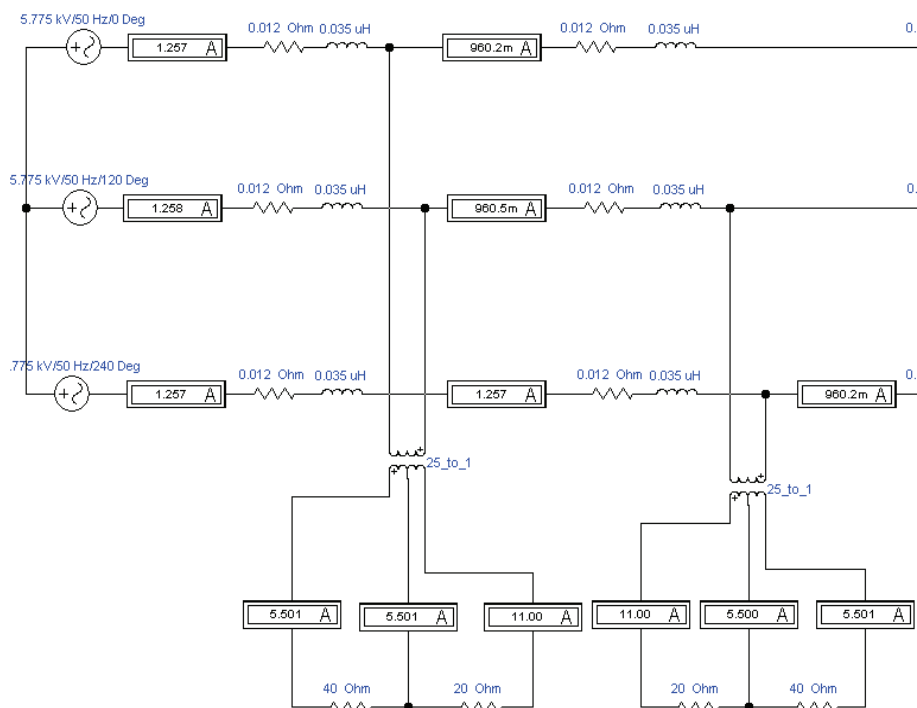 5.775 kV/50 Hz/0 Deg
1.257 A
0.012 Ohm
0.035 uH
960.2m A
0.012 Ohm
0.035 uH
0.
5.775 kV/50 Hz/120 Deg
1.258 A
0.012 Ohm
0.035 uH
960.5m A
0.012 Ohm
0.035 uH
0.
.775 kV/50 Hz/240 Deg
1.257 A
0.012 Ohm
0.035 uH
1.257 A
0.012 Ohm
0.035 uH
960.2m A
0.
25_to_1
25_to_1
5.501 A
5.501 A
11.00 A
11.00 A
5.500 A
5.501 A
40 Ohm
20 Ohm
20 Ohm
40 Ohm